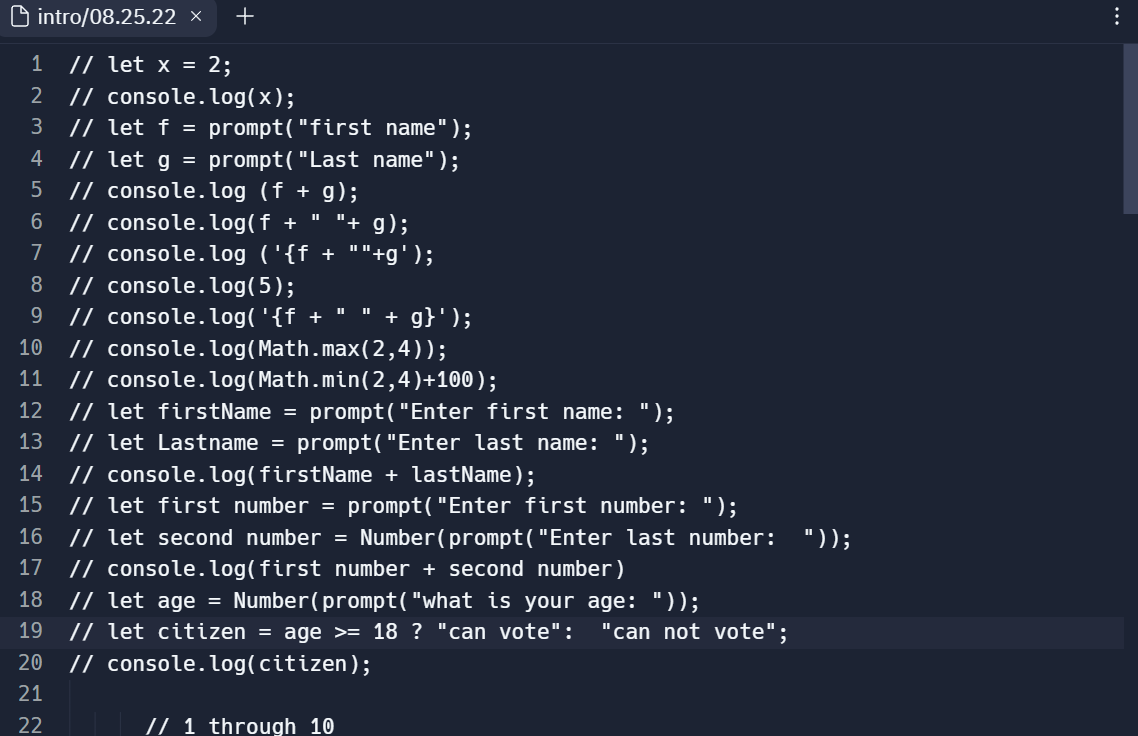 intro/08.25.22 × +
1 // let x = 2;
2 // console.log(x);
3 // let f = prompt("first name");
4 // let g = prompt("Last name");
5 // console.log (f + g);
6 // console.log(f + " "+ g);
7 // console.log ('{f + ""+g');
8 // console.log(5);
9 // console.log('{f + " " + g}');
10 // console.log(Math.max(2,4));
11 // console.log(Math.min(2,4)+100);
12 // let firstName = prompt("Enter first name: ");
13 // let Lastname = prompt("Enter last name: ");
14 // console.log(firstName + lastName);
15 // let first number = prompt("Enter first number: ");
16 // let second number = Number(prompt("Enter last number:  "));
17 // console.log(first number + second number)
18 // let age = Number(prompt("what is your age: "));
19 // let citizen = age >= 18 ? "can vote":  "can not vote";
20 // console.log(citizen);
21
22 // 1 through 10